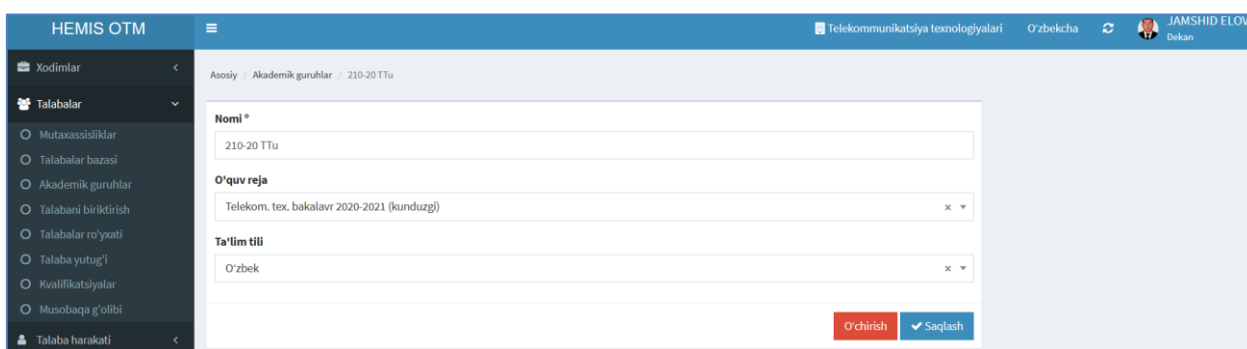 HEMIS OTM
Telekommunikatsiya texnologiyalari
O'zbekcha
JAMSHID ELOV
Dekan
Xodimlar
Talabalar
Mutaxassisliklar
Talabalar bazasi
Akademik guruhlar
Talabani biriktirish
Talabalar ro'yxati
Talaba yutug'i
Kvalifikatsiyalar
Musobaqa g'olibi
Talaba harakati
Asosiy / Akademik guruhlar / 210-20 TTu
Nomi
210-20 TTu
O'quv reja
Telekom. tex. bakalavr 2020-2021 (kunduzgi)
Ta'lim tili
O'zbek
O'chirish
Saqlash